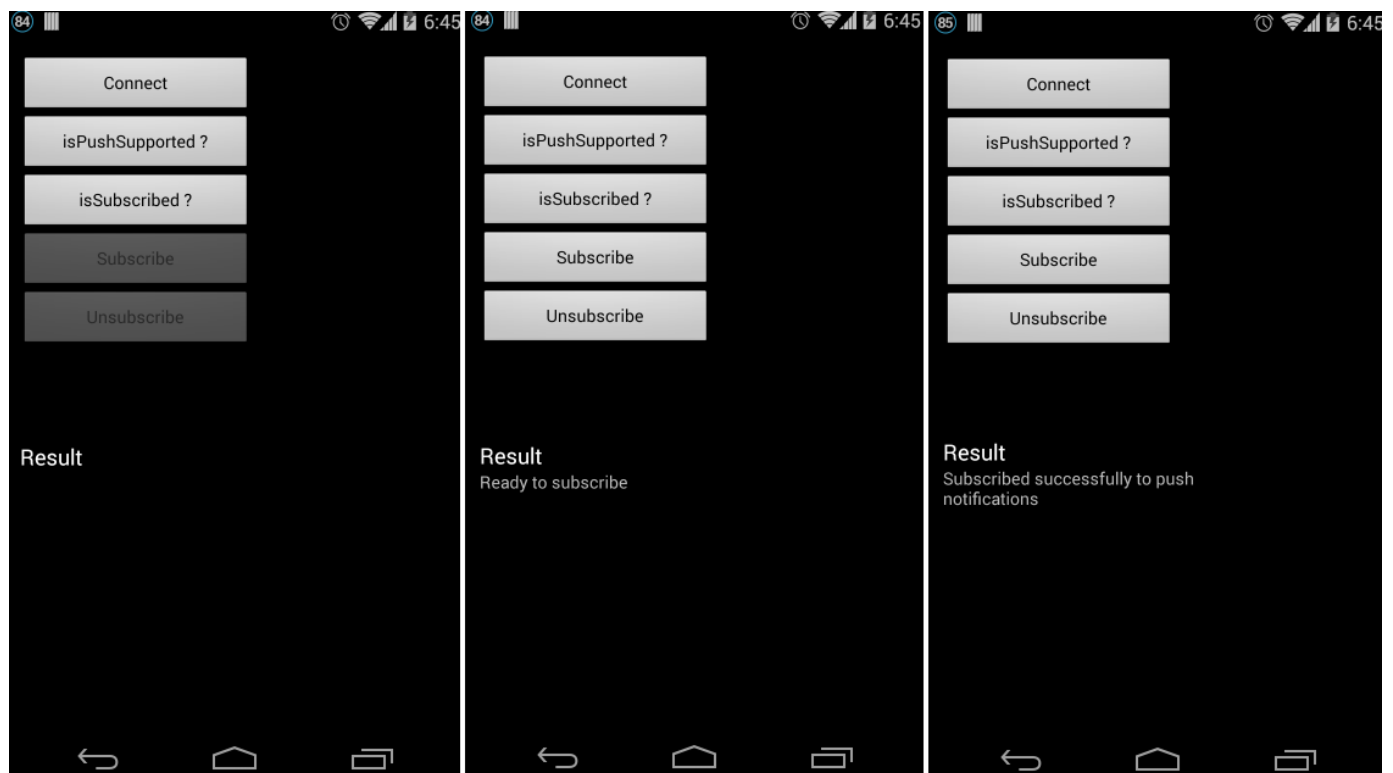 84
6:45
Connect
isPushSupported ?
isSubscribed ?
Subscribe
Unsubscribe
Result
84
6:45
Connect
isPushSupported ?
isSubscribed ?
Subscribe
Unsubscribe
Result
Ready to subscribe
85
6:45
Connect
isPushSupported ?
isSubscribed ?
Subscribe
Unsubscribe
Result
Subscribed successfully to push
notifications